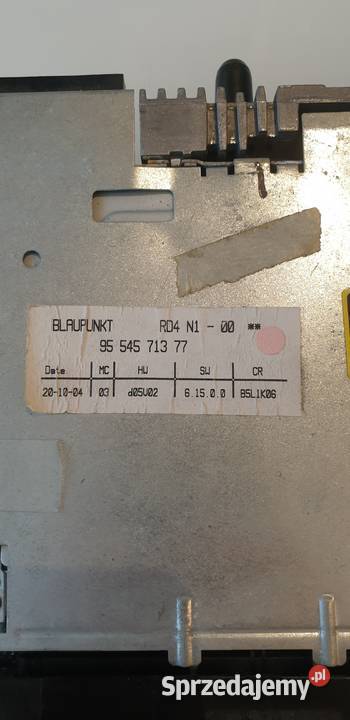 BLAUPUNKT RD4 N1 - 00 **
95 545 713 77
Date MC HW SW CR
20-10-04 03 d05V02 6.15.0.0 85L1K06
Sprzedajemy.pl